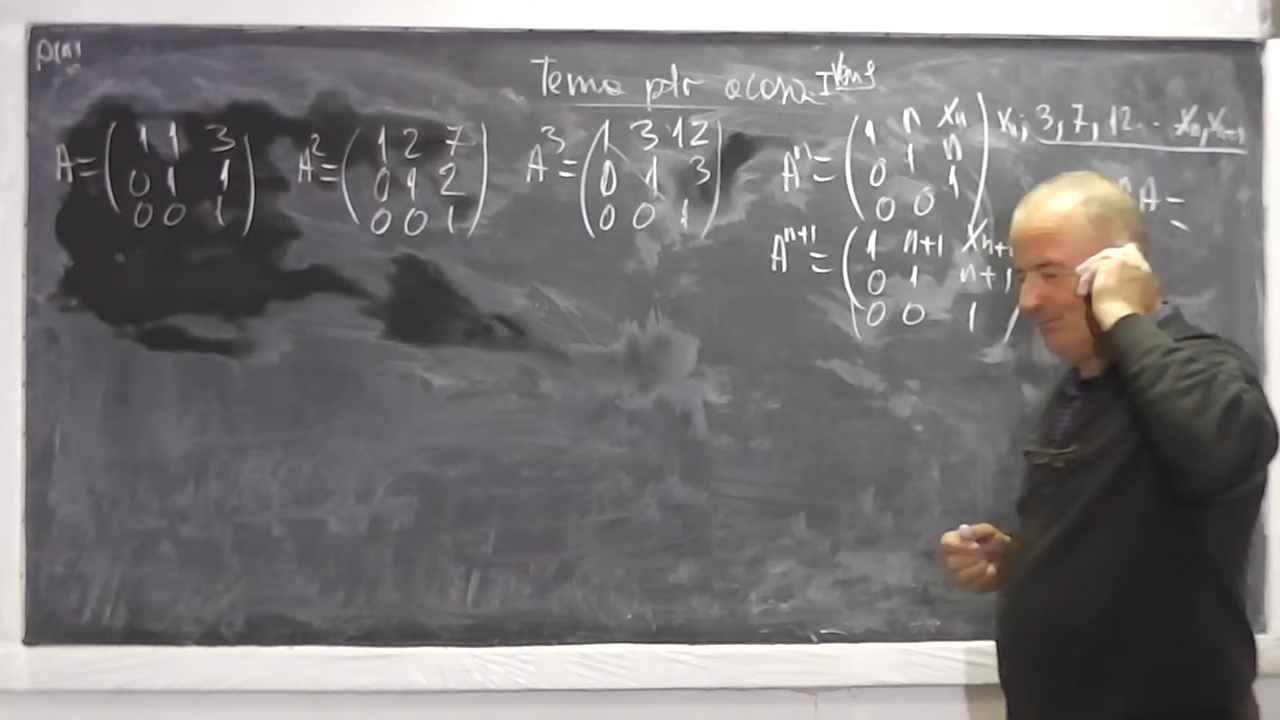 P(n)
Tema ptr acasa
A= (1 1 3
0 1 1
0 0 1)
A²= (1 2 7
0 1 2
0 0 1)
A³= (1 3 12
0 1 3
0 0 1)
Aⁿ= (1 n xₙ
0 1 n
0 0 1)
xₙ; 3, 7, 12 .. xₙ, xₙ₊₁
A=
Aⁿ⁺¹= (1 n+1 xₙ₊₁
0 1 n+1
0 0 1)